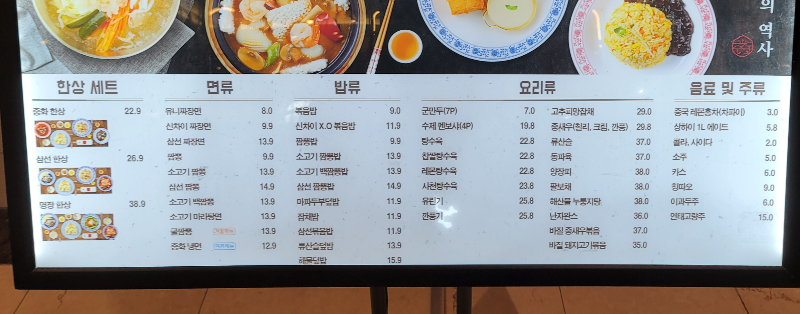 의 역사
한상 세트
중화 한상 22.9
삼선 한상 26.9
명장 한상 38.9
면류
유니짜장면 8.0
신차이 짜장면 9.9
삼선 짜장면 13.9
짬뽕 9.9
소고기 짬뽕 13.9
삼선 짬뽕 14.9
소고기 백짬뽕 13.9
소고기 마라탕면 13.9
굴짬뽕 13.9
중화 냉면 12.9
밥류
볶음밥 9.0
신차이 X.O 볶음밥 11.9
짬뽕밥 9.9
소고기 짬뽕밥 13.9
소고기 백짬뽕밥 13.9
삼선 짬뽕밥 14.9
마파두부덮밥 11.9
잡채밥 11.9
삼선볶음밥 11.9
류산슬덮밥 13.9
해물덮밥 15.9
요리류
군만두(7P) 7.0
수제 멘보샤(4P) 19.8
탕수육 22.8
찹쌀탕수육 22.8
레몬탕수육 22.8
사천탕수육 23.8
유린기 25.8
깐풍기 25.8
고추피망잡채 29.0
중새우(칠리, 크림, 깐풍) 29.8
류산슬 37.0
동파육 37.0
양장피 38.0
팔보채 38.0
해산물 누룽지탕 38.0
난자완스 36.0
바질 중새우볶음 37.0
바질 돼지고기볶음 35.0
음료 및 주류
중국 레몬홍차(차파이) 3.0
상하이 1L 에이드 5.8
콜라, 사이다 2.0
소주 5.0
카스 6.0
칭따오 9.0
이과두주 6.0
연태고량주 15.0